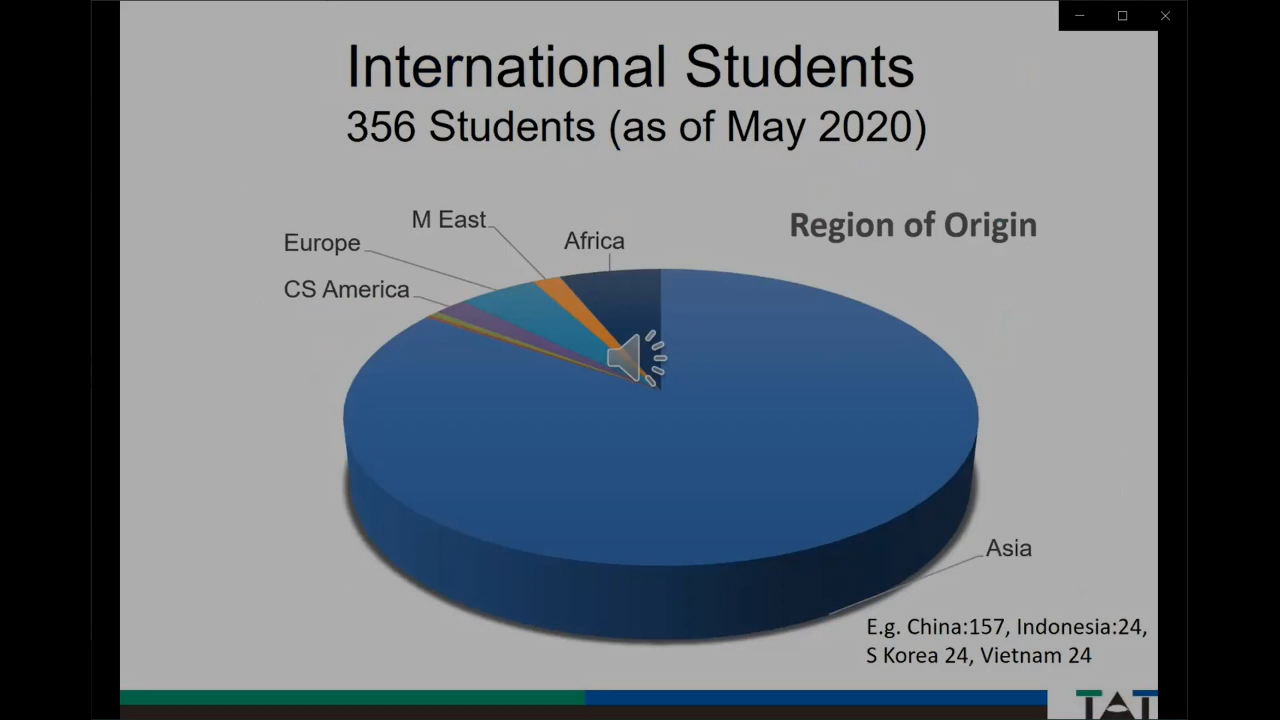 International Students
356 Students (as of May 2020)
Region of Origin
M East
Africa
Europe
CS America
Asia
E.g. China:157, Indonesia:24,
S Korea 24, Vietnam 24
TAT